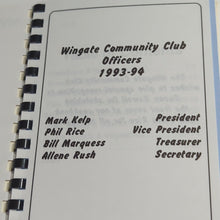 Wingate Community Club
Officers
1993-94
Mark Kelp President
Phil Rice Vice President
Bill Marquess Treasurer
Allene Rush Secretary